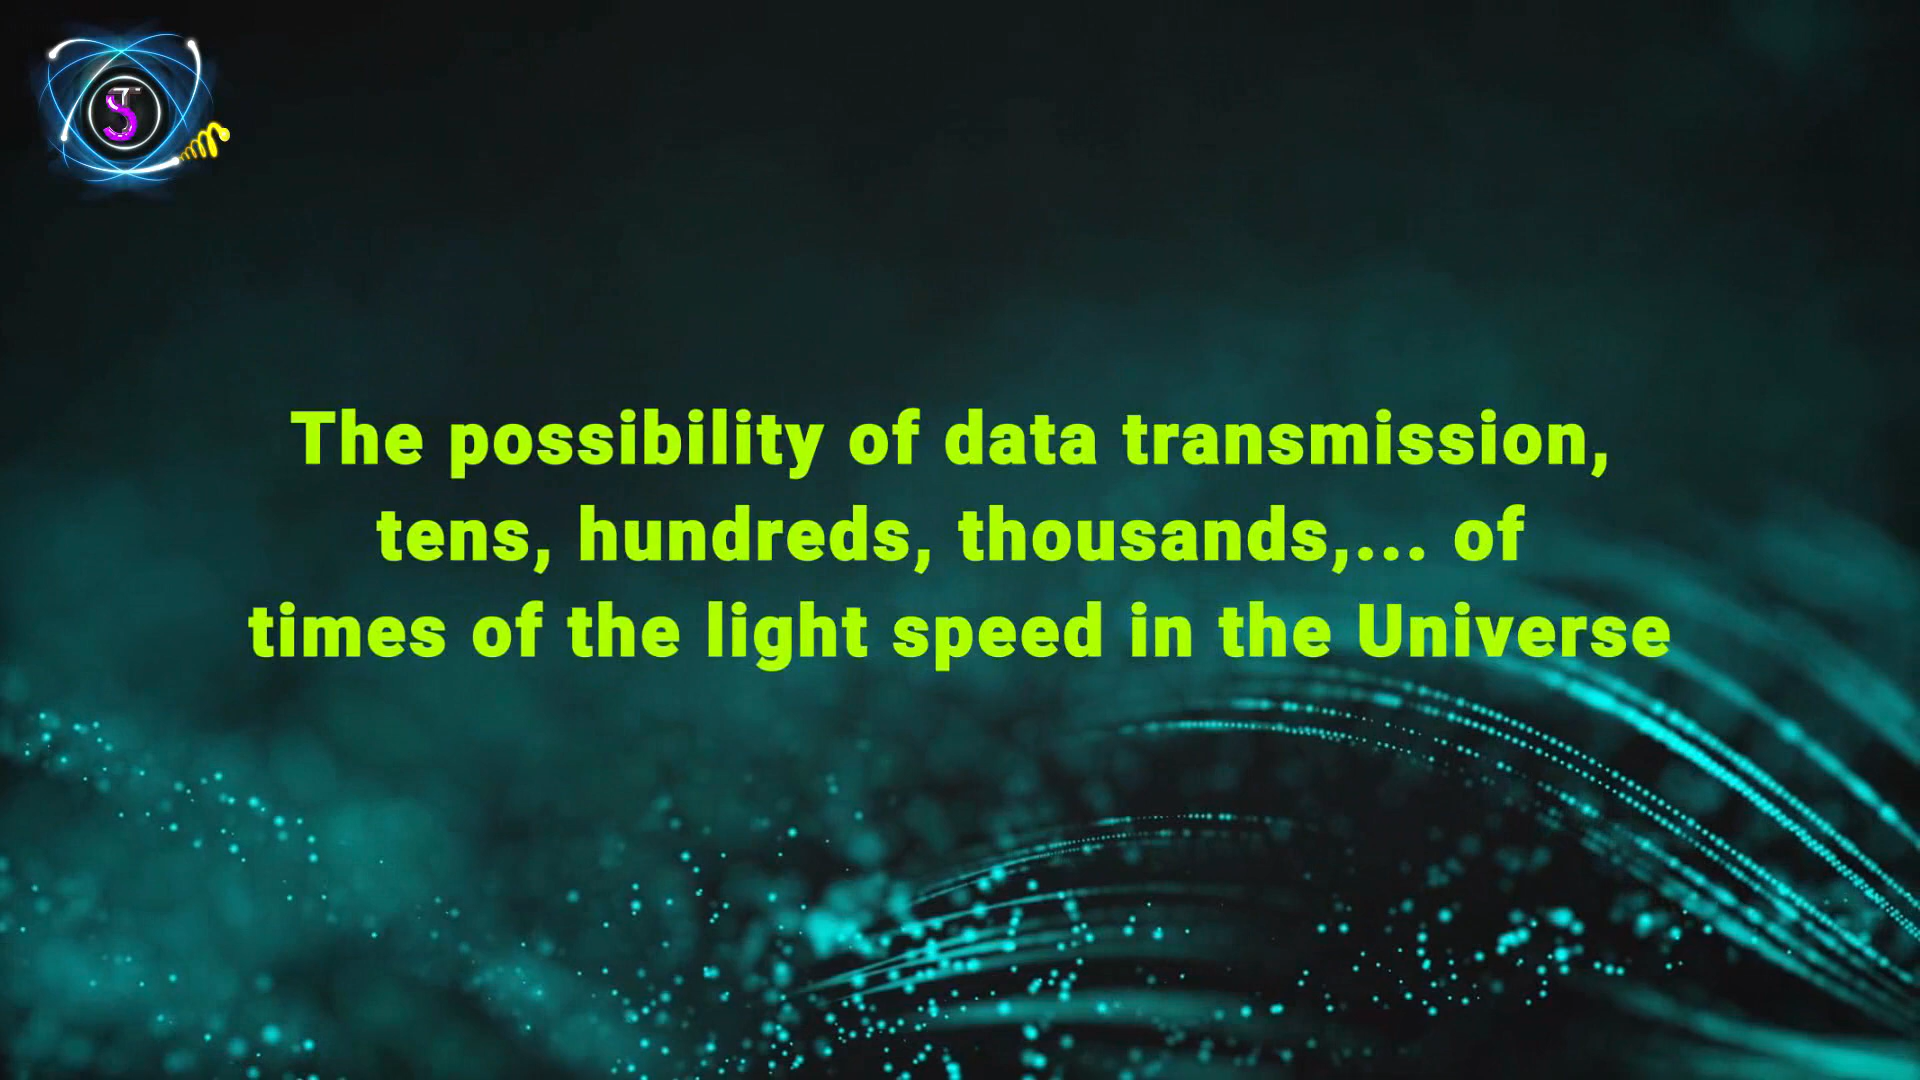 The possibility of data transmission,
tens, hundreds, thousands,... of
times of the light speed in the Universe